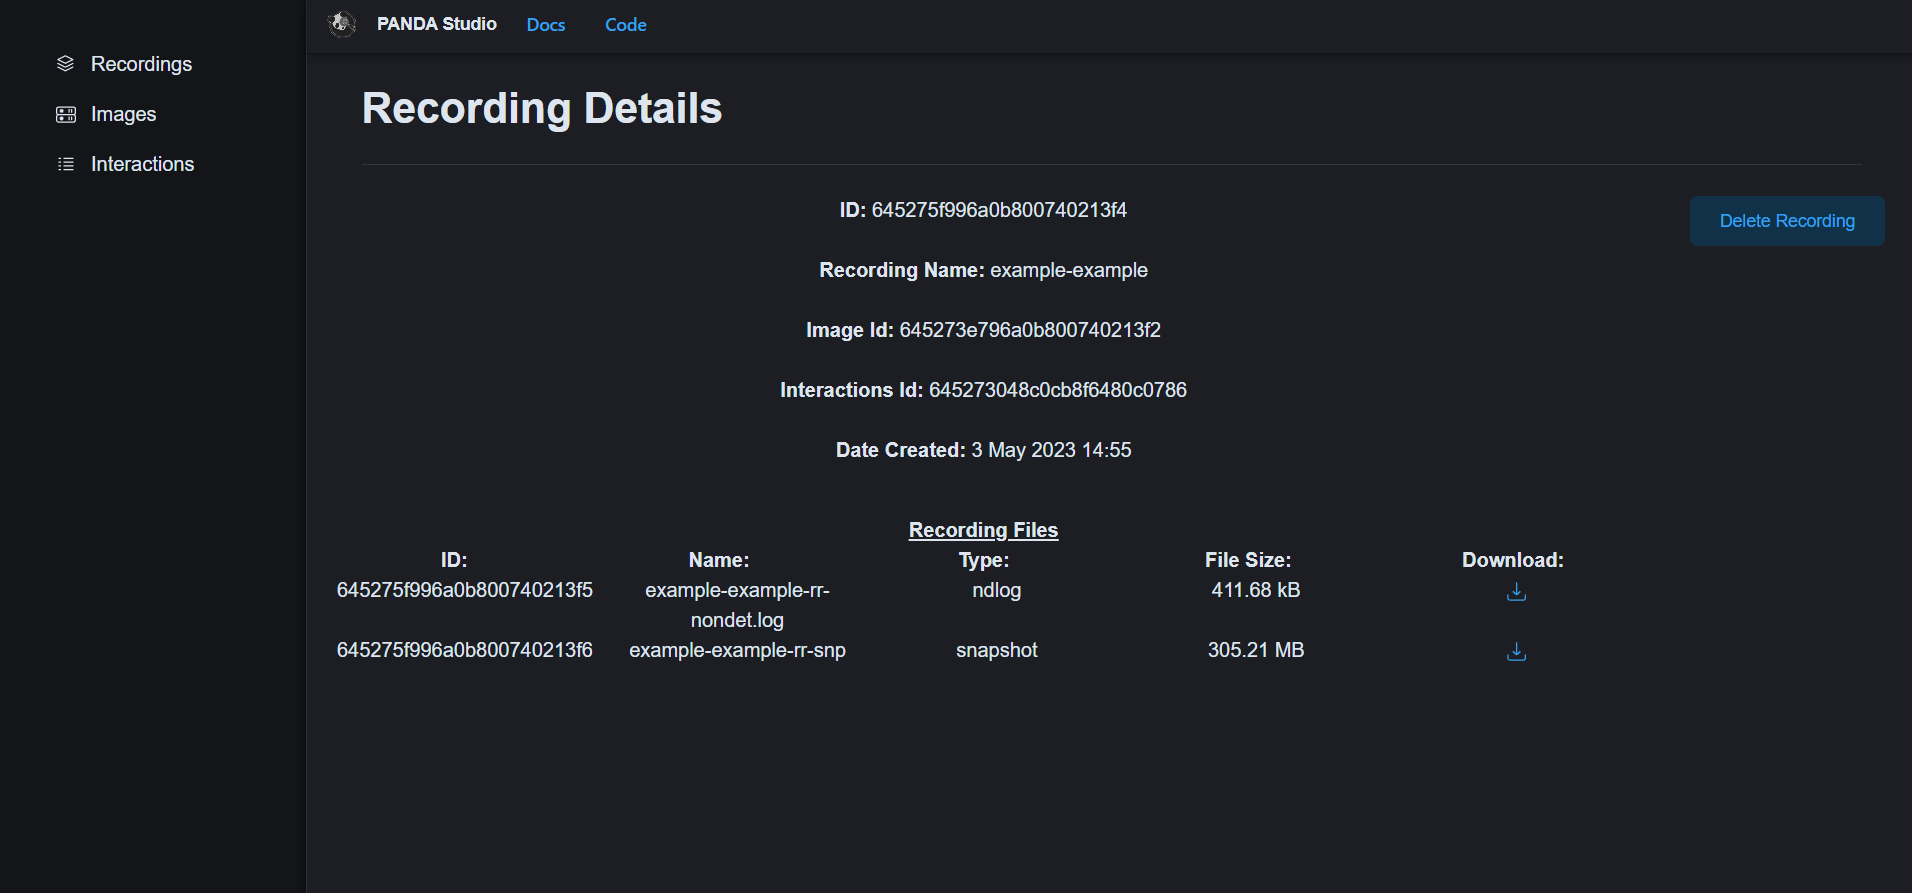 PANDA Studio Docs Code
Recordings
Images
Interactions
Recording Details
ID: 645275f996a0b800740213f4
Delete Recording
Recording Name: example-example
Image Id: 645273e796a0b800740213f2
Interactions Id: 645273048c0cb8f6480c0786
Date Created: 3 May 2023 14:55
Recording Files
ID: Name: Type: File Size: Download:
645275f996a0b800740213f5 example-example-rr- ndlog 411.68 kB
nondet.log
645275f996a0b800740213f6 example-example-rr-snp snapshot 305.21 MB